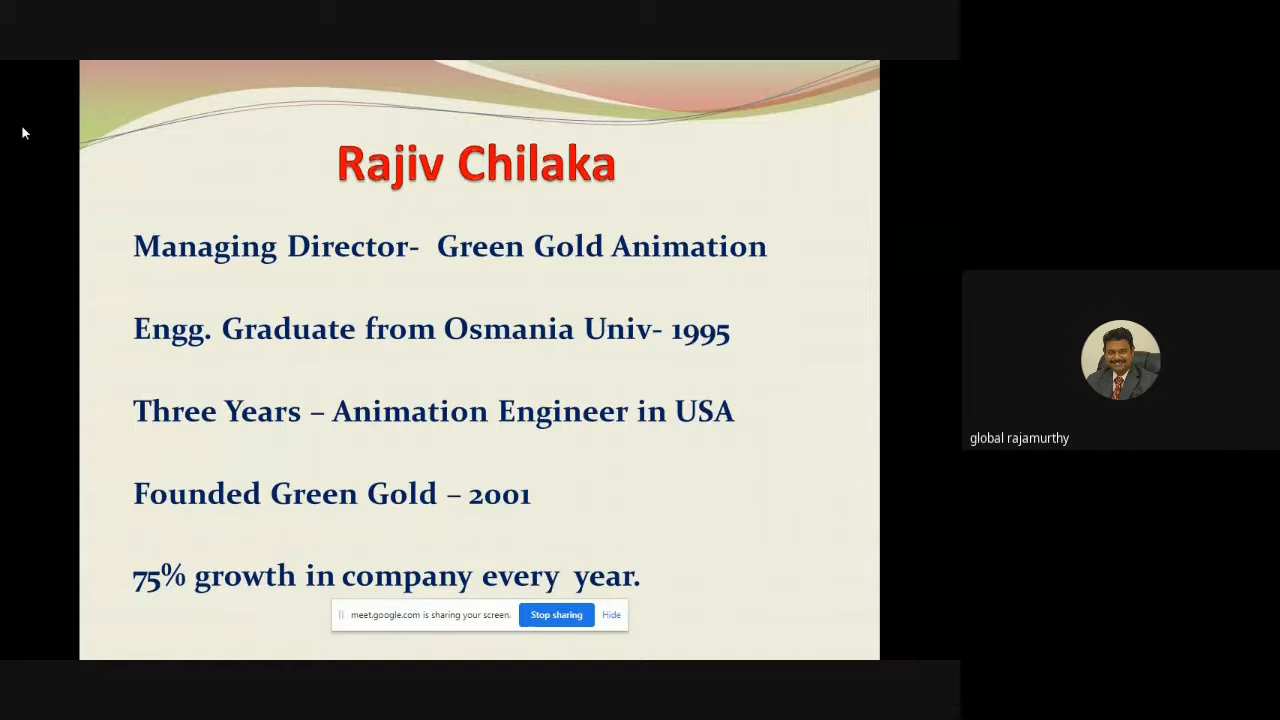 Rajiv Chilaka
Managing Director-  Green Gold Animation
Engg. Graduate from Osmania Univ- 1995
Three Years – Animation Engineer in USA
Founded Green Gold – 2001
75% growth in company every  year.
meet.google.com is sharing your screen. Stop sharing Hide
global rajamurthy